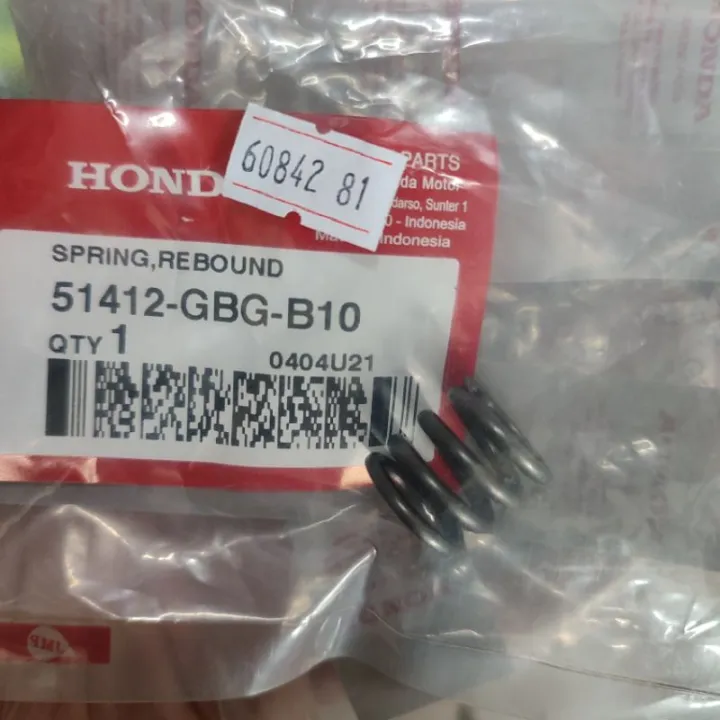 60842 81
HOND
PARTS
da Motor
darso, Sunter 1
0 - Indonesia
Indonesia
SPRING,REBOUND
51412-GBG-B10
QTY 1
0404U21
HONDA